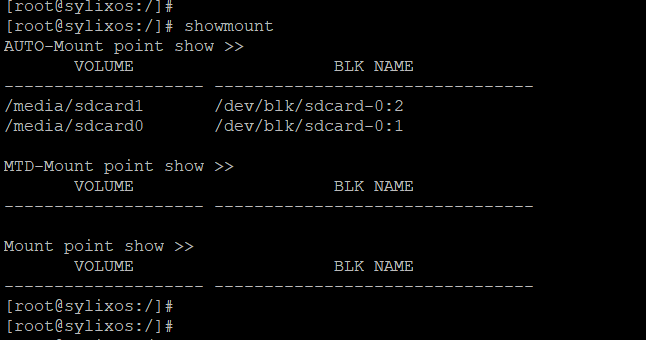 [root@sylixos:/]#
[root@sylixos:/]# showmount
AUTO-Mount point show >>
       VOLUME                    BLK NAME
-------------------- --------------------------------
/media/sdcard1       /dev/blk/sdcard-0:2
/media/sdcard0       /dev/blk/sdcard-0:1

MTD-Mount point show >>
       VOLUME                    BLK NAME
-------------------- --------------------------------

Mount point show >>
       VOLUME                    BLK NAME
-------------------- --------------------------------
[root@sylixos:/]#
[root@sylixos:/]#